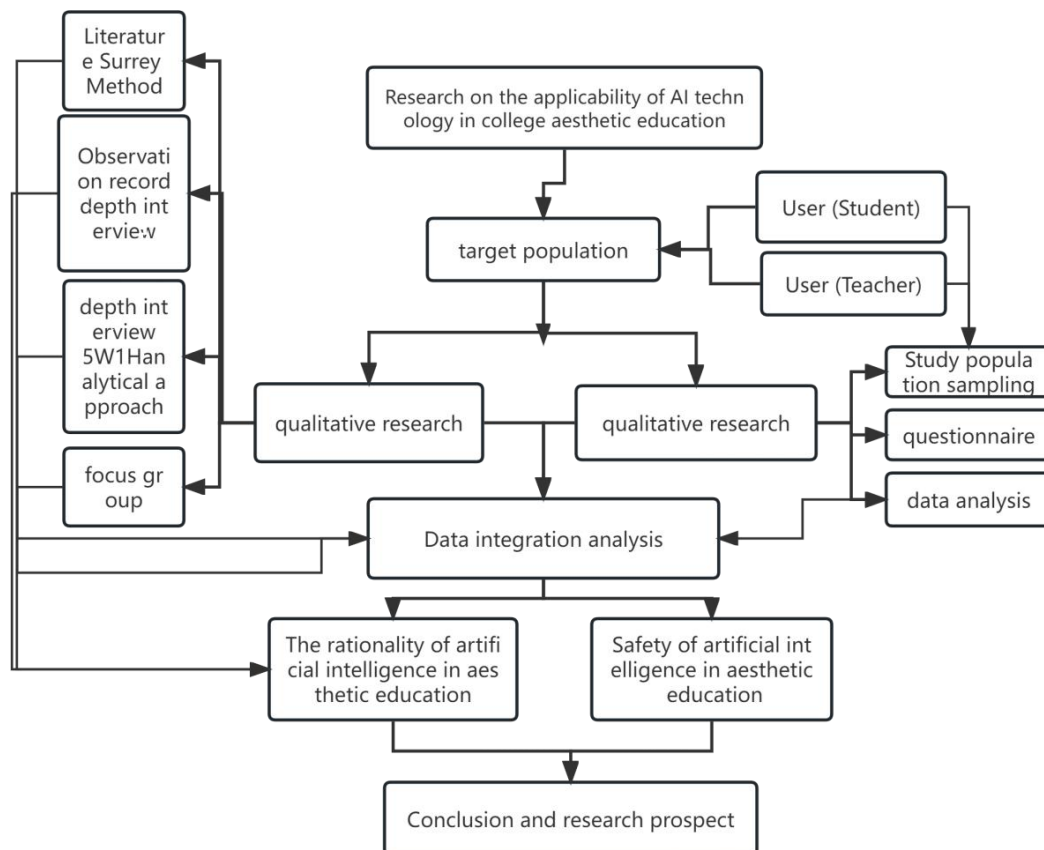 Literatur
e Surrey
Method
Research on the applicability of AI techn
ology in college aesthetic education
Observati
on record
depth int
erview
User (Student)
target population
User (Teacher)
depth int
erview
5W1Han
alytical a
pproach
Study popula
tion sampling
qualitative research
qualitative research
questionnaire
focus gr
oup
data analysis
Data integration analysis
The rationality of artifi
cial intelligence in aes
thetic education
Safety of artificial int
elligence in aesthetic
education
Conclusion and research prospect